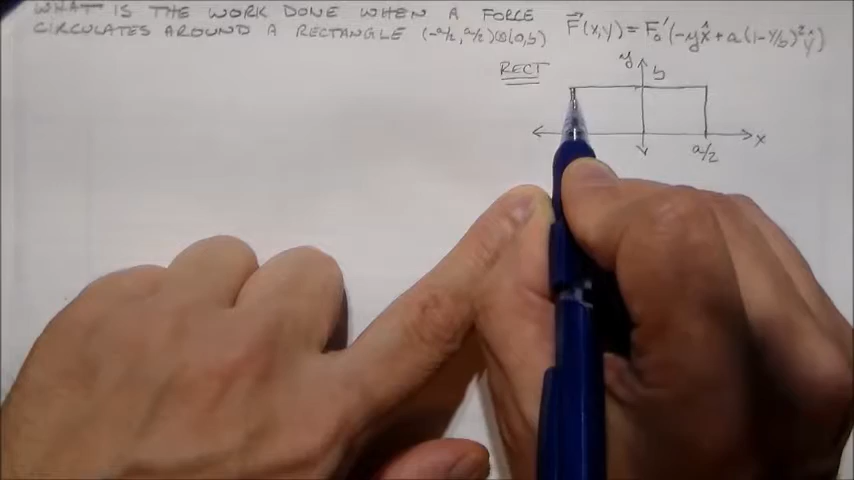 WHAT IS THE WORK DONE WHEN A FORCE
CIRCULATES AROUND A RECTANGLE (-a/2, a/2)⊗(0,b)
F⃗(x,y) = F₀'(-yx̂ + a(1-y/b)²ŷ)
RECT
y
b
x
a/2